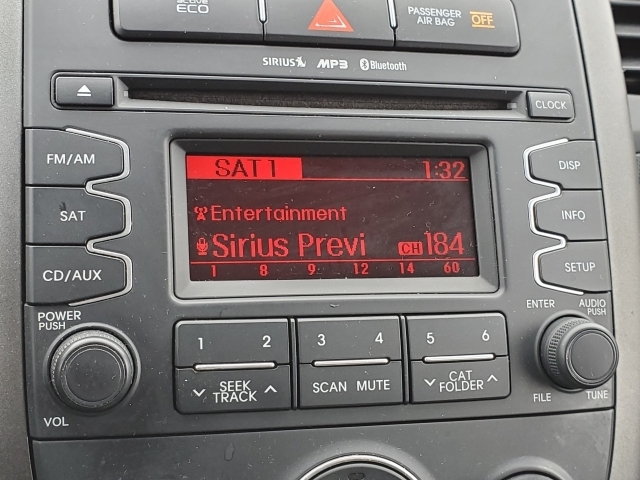 active
ECO
PASSENGER
AIR BAG OFF
SIRIUS MP3 Bluetooth
CLOCK
FM/AM
SAT
CD/AUX
SAT1 1:32
Entertainment
Sirius Previ CH184
1 8 9 12 14 60
DISP
INFO
SETUP
POWER
PUSH
VOL
1 2
3 4
5 6
SEEK
TRACK
SCAN MUTE
CAT
FOLDER
ENTER
AUDIO
PUSH
FILE
TUNE